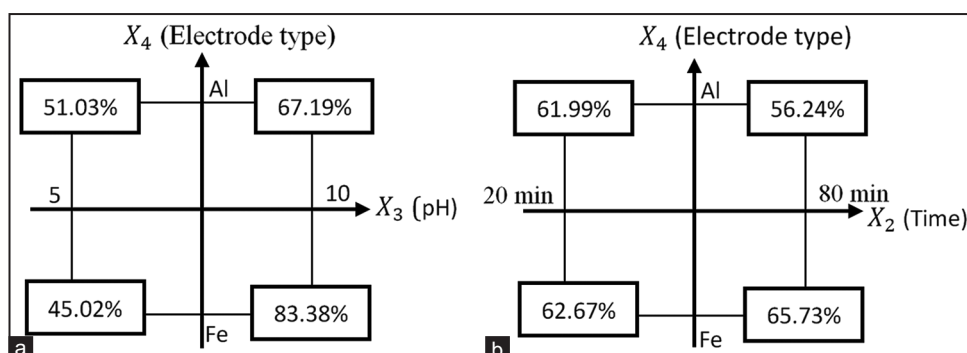 X₄ (Electrode type)
Al
51.03%
67.19%
5
10
X₃ (pH)
45.02%
83.38%
Fe
a
X₄ (Electrode type)
Al
61.99%
56.24%
20 min
80 min
X₂ (Time)
62.67%
65.73%
Fe
b